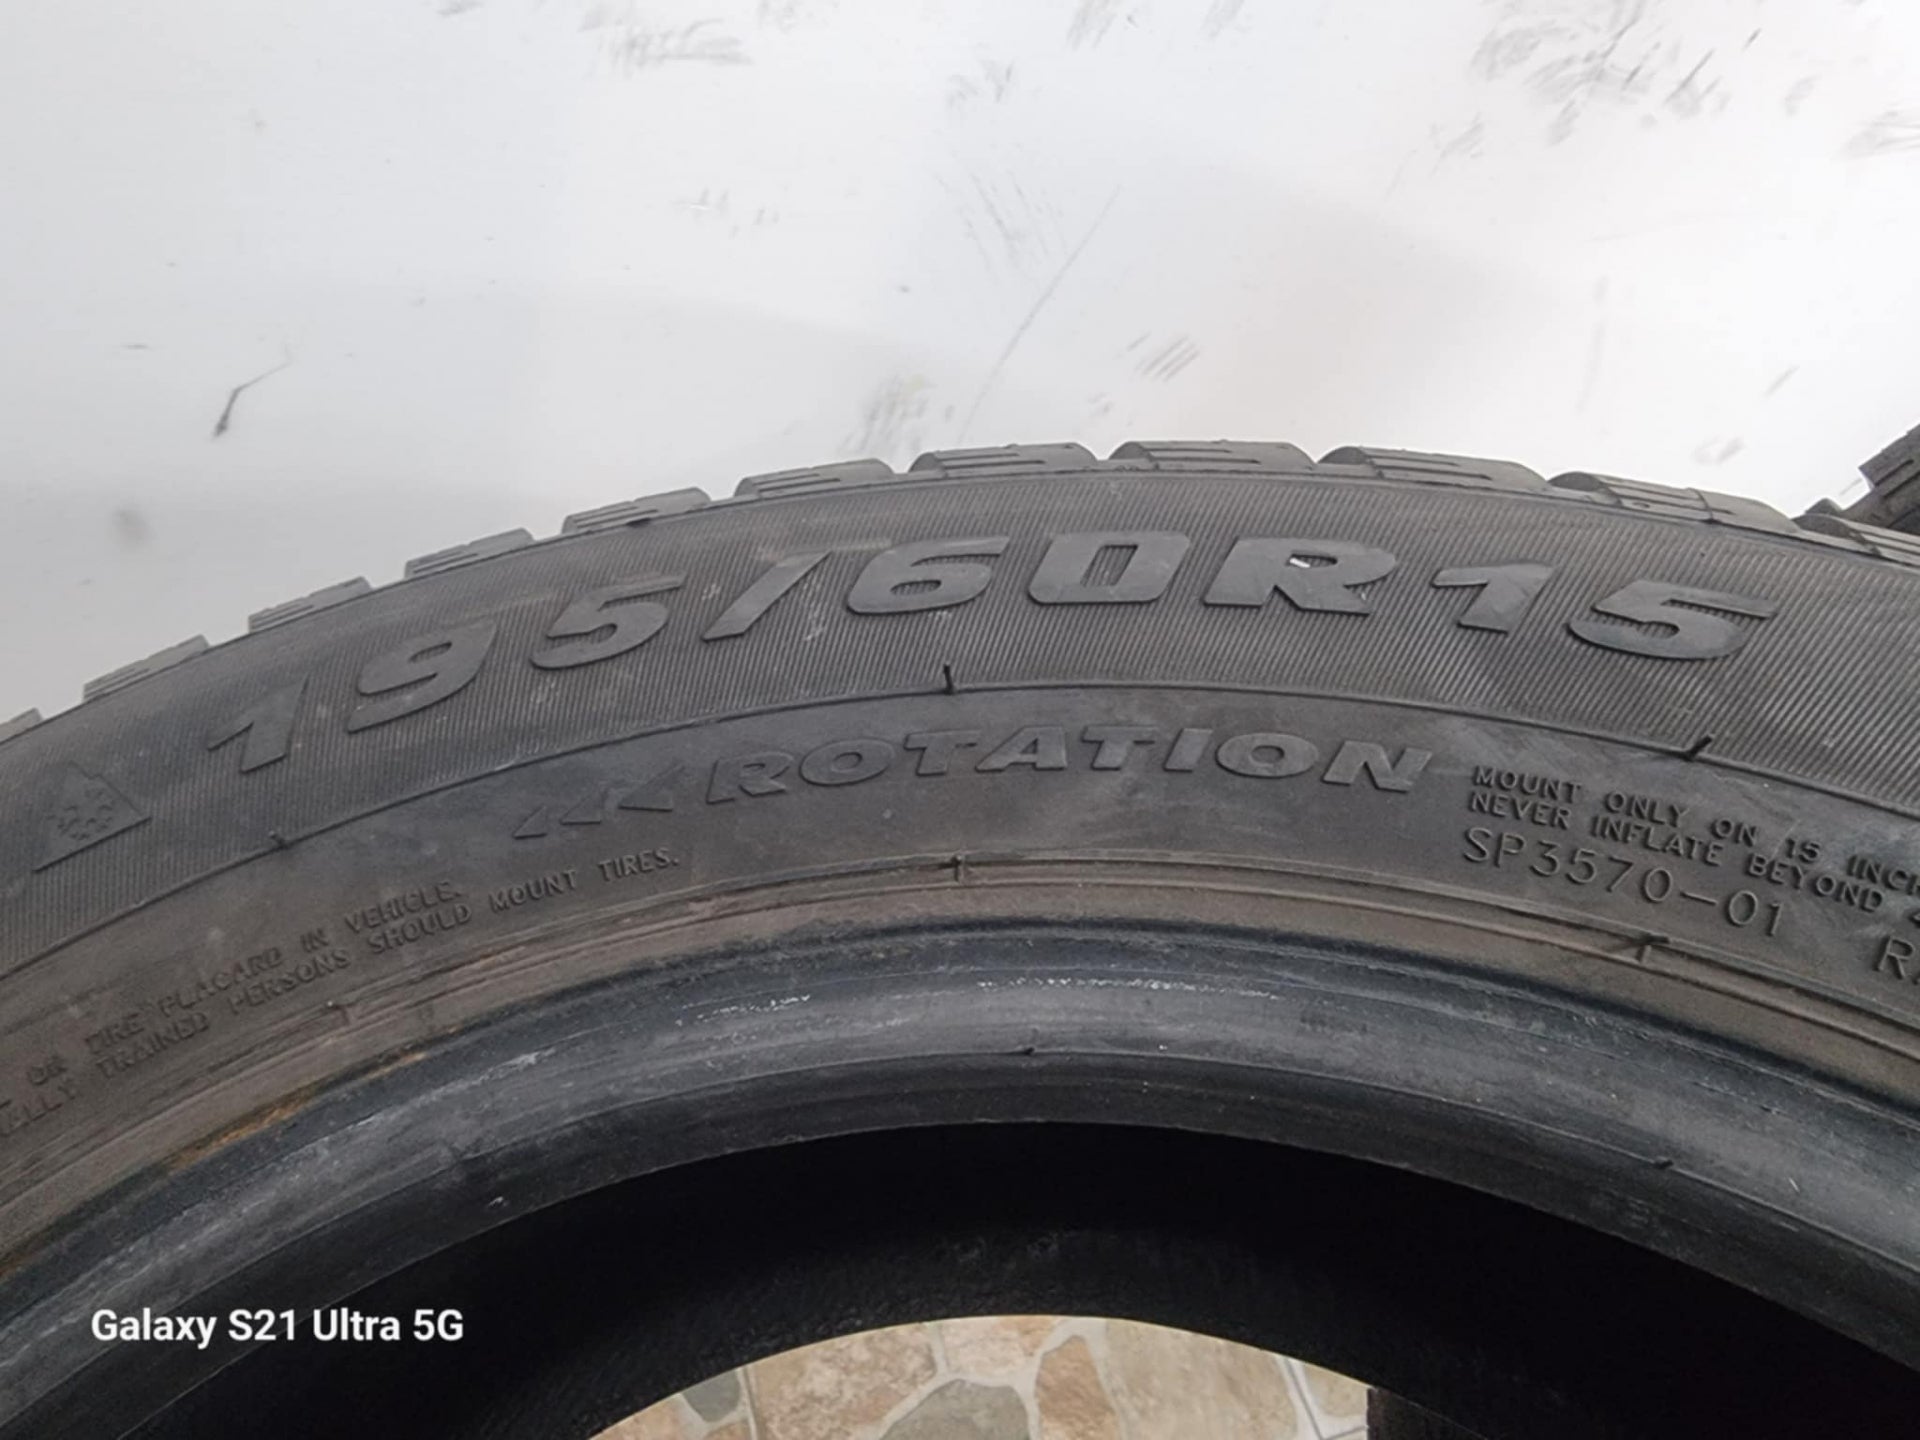 195/60R15
ROTATION
MOUNT ONLY ON 15 INCH
NEVER INFLATE BEYOND 4
SP3570-01
OR TIRE PLACARD IN VEHICLE.
TRAINED PERSONS SHOULD MOUNT TIRES.
Galaxy S21 Ultra 5G